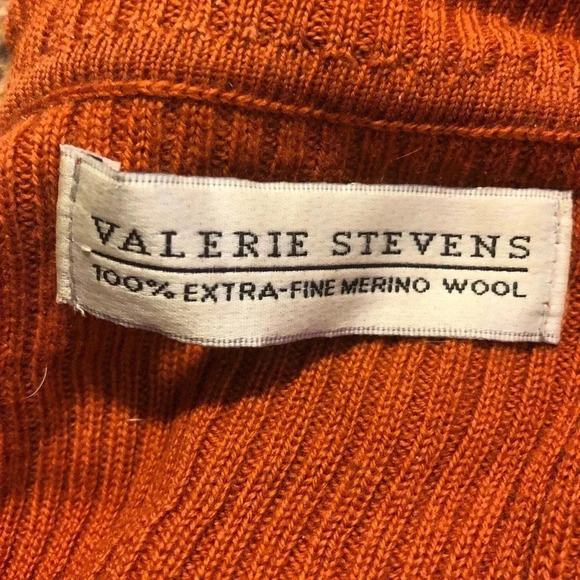 VALERIE STEVENS
100% EXTRA-FINE MERINO WOOL